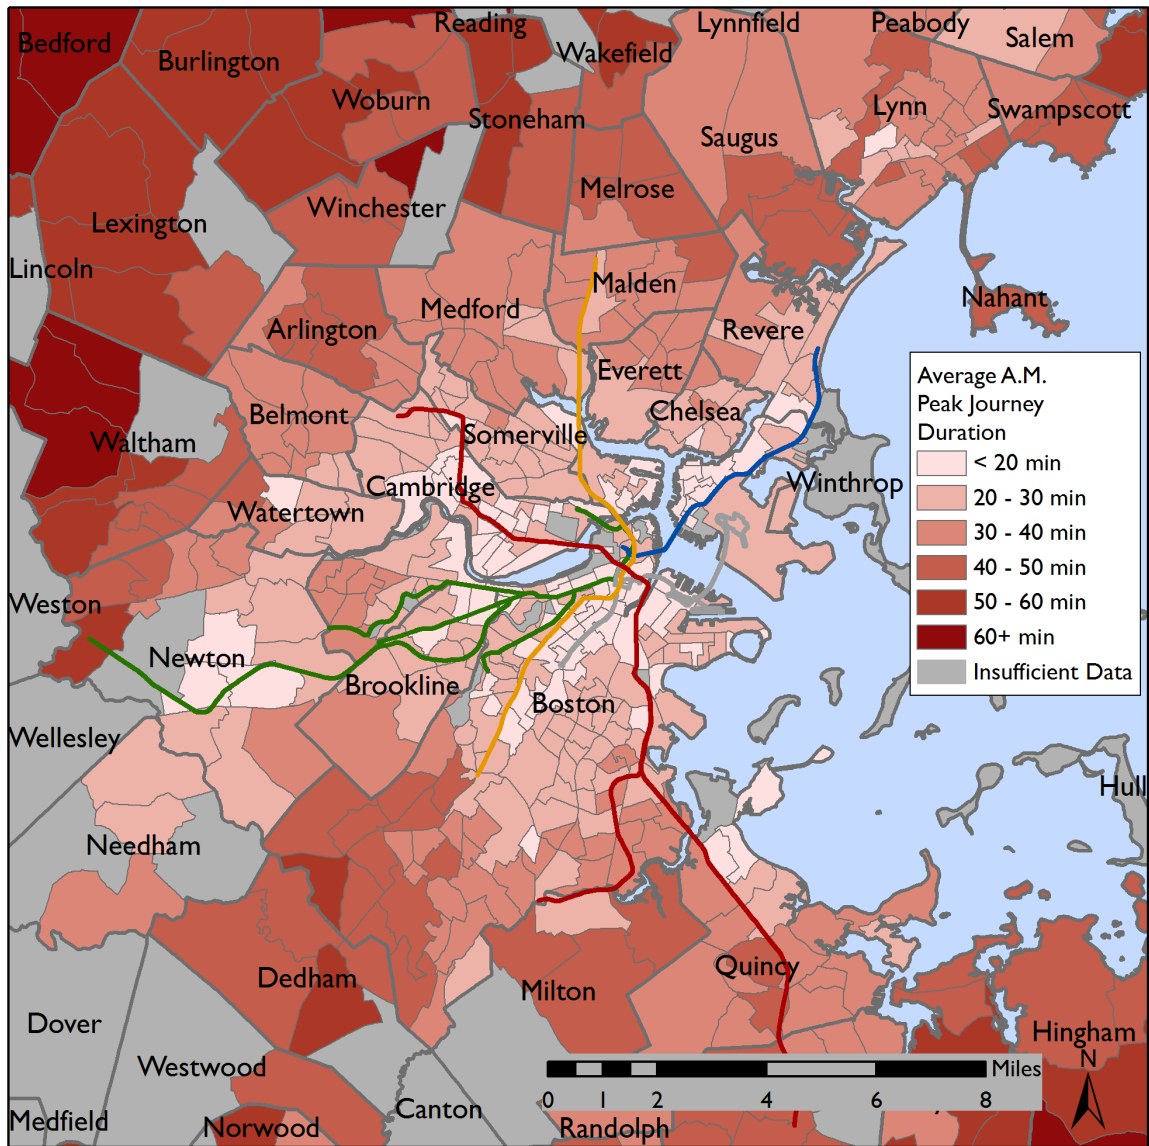 Reading
Lynnfield
Peabody
Bedford
Salem
Burlington
Wakefield
Woburn
Lynn
Swampscott
Stoneham
Saugus
Melrose
Winchester
Lexington
Lincoln
Malden
Nahant
Medford
Arlington
Revere
Everett
Average A.M.
Peak Journey
Duration
< 20 min
20 - 30 min
30 - 40 min
40 - 50 min
50 - 60 min
60+ min
Insufficient Data
Belmont
Chelsea
Somerville
Waltham
Cambridge
Winthrop
Watertown
Weston
Newton
Brookline
Boston
Wellesley
Hull
Needham
Quincy
Dedham
Milton
Dover
Hingham
N
Westwood
Miles
0 1 2 4 6 8
Canton
Medfield
Norwood
Randolph